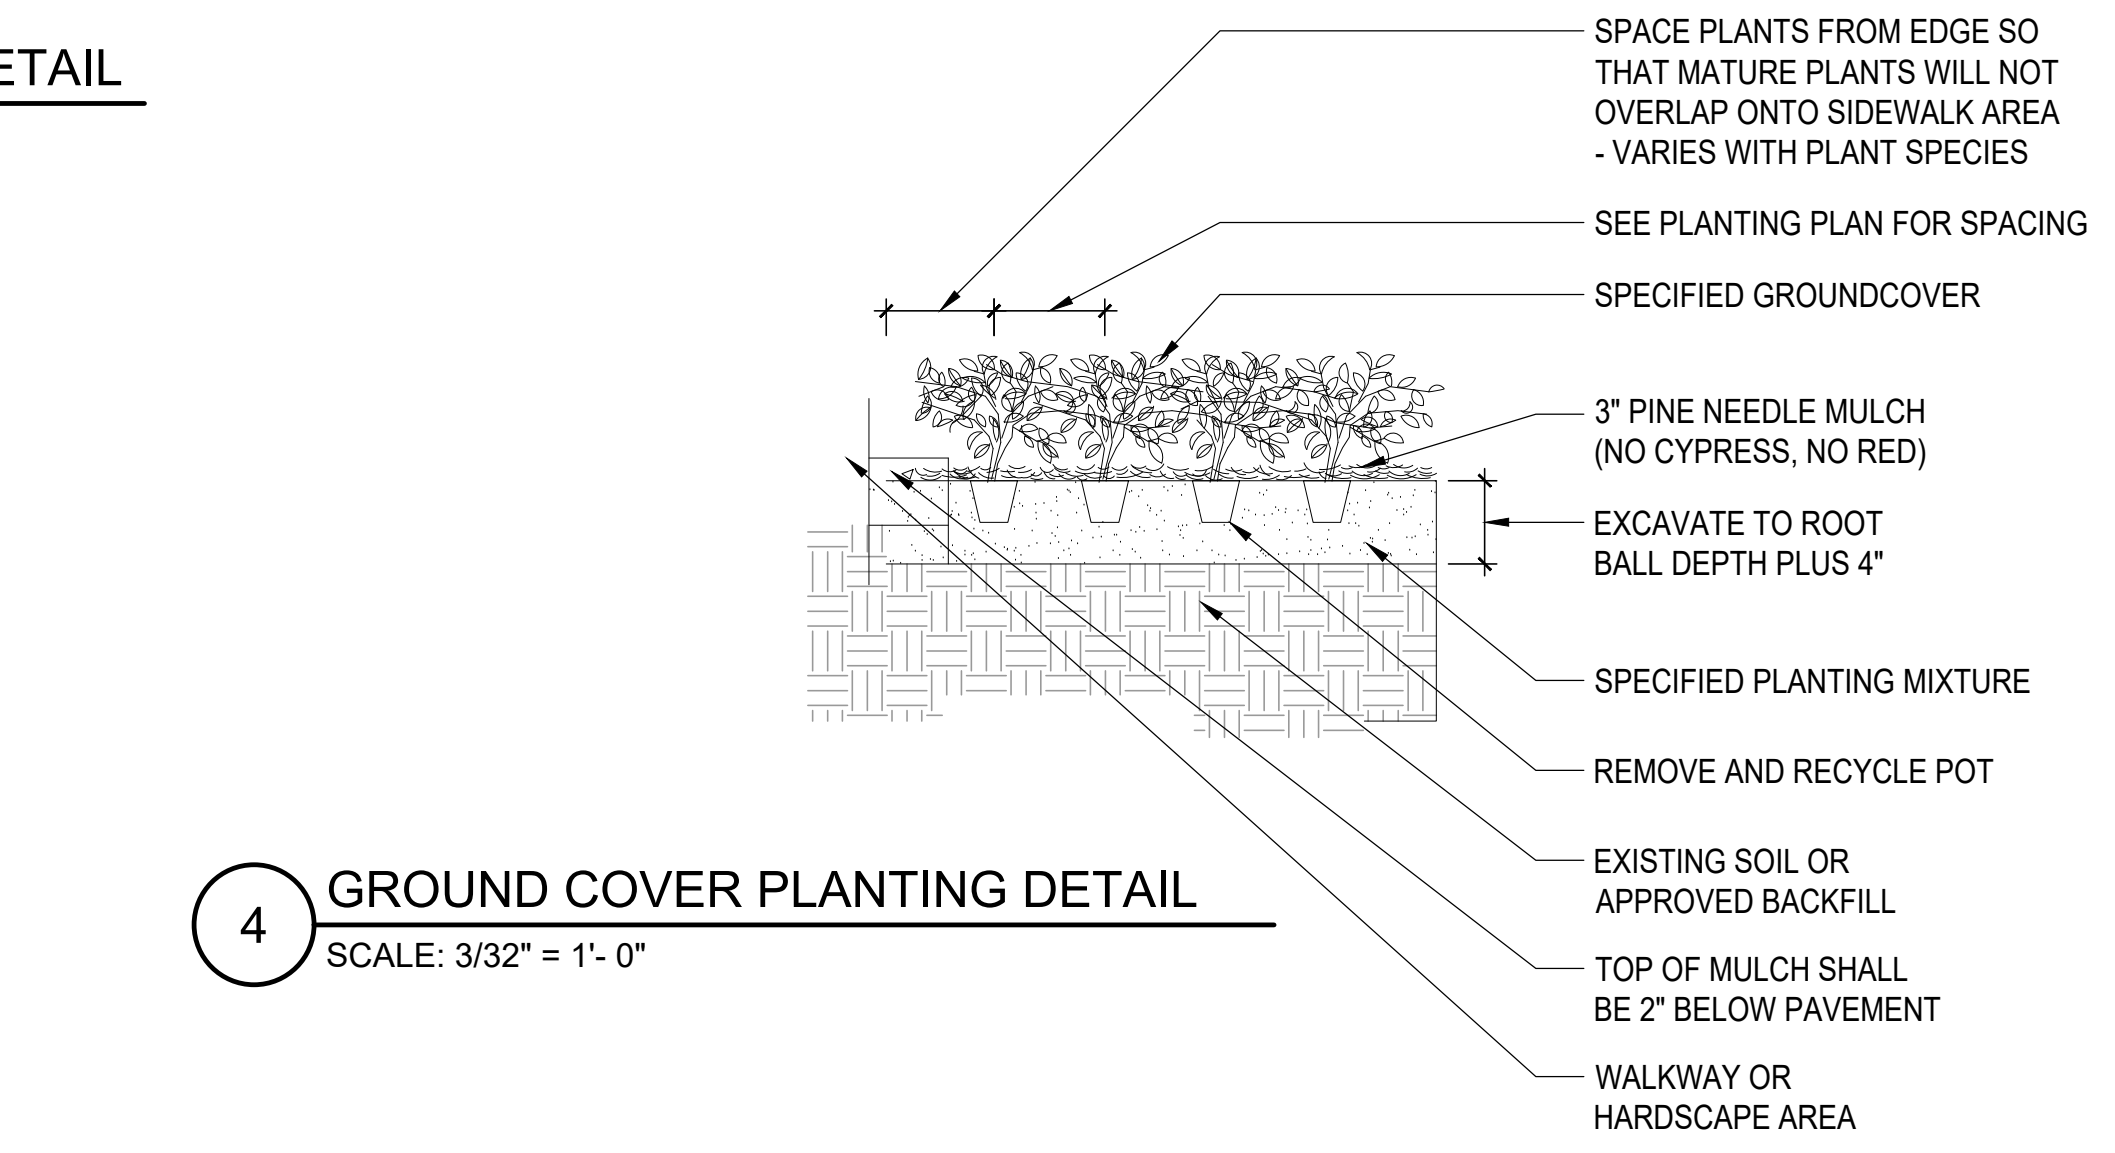 ETAIL
SPACE PLANTS FROM EDGE SO
THAT MATURE PLANTS WILL NOT
OVERLAP ONTO SIDEWALK AREA
- VARIES WITH PLANT SPECIES
SEE PLANTING PLAN FOR SPACING
SPECIFIED GROUNDCOVER
3" PINE NEEDLE MULCH
(NO CYPRESS, NO RED)
EXCAVATE TO ROOT
BALL DEPTH PLUS 4"
SPECIFIED PLANTING MIXTURE
REMOVE AND RECYCLE POT
EXISTING SOIL OR
APPROVED BACKFILL
TOP OF MULCH SHALL
BE 2" BELOW PAVEMENT
WALKWAY OR
HARDSCAPE AREA
4
GROUND COVER PLANTING DETAIL
SCALE: 3/32" = 1'- 0"